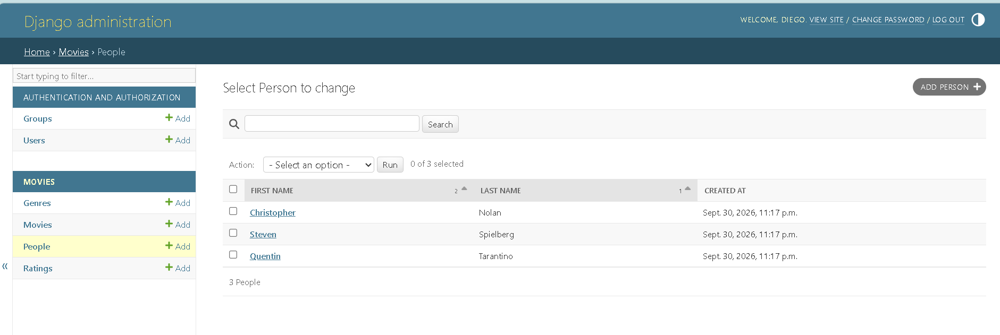 Django administration
WELCOME, DIEGO. VIEW SITE / CHANGE PASSWORD / LOG OUT
Home › Movies › People
Start typing to filter...
AUTHENTICATION AND AUTHORIZATION
Groups + Add
Users + Add
MOVIES
Genres + Add
Movies + Add
People + Add
Ratings + Add
«
Select Person to change
ADD PERSON +
Search
Action: - Select an option - Run 0 of 3 selected
FIRST NAME 2 LAST NAME 1 CREATED AT
Christopher Nolan Sept. 30, 2026, 11:17 p.m.
Steven Spielberg Sept. 30, 2026, 11:17 p.m.
Quentin Tarantino Sept. 30, 2026, 11:17 p.m.
3 People